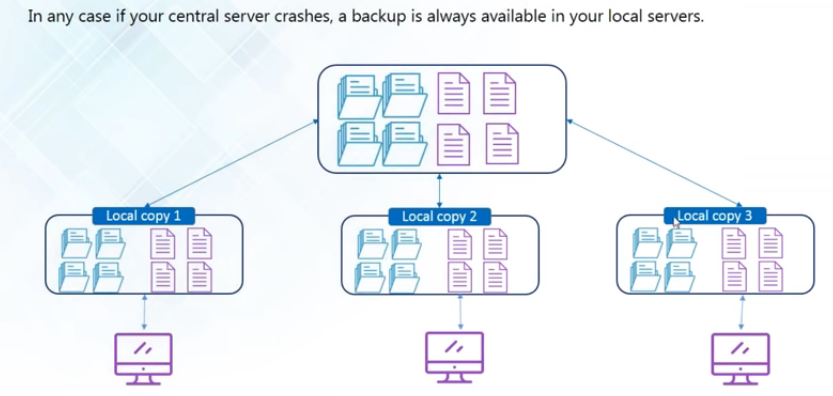 In any case if your central server crashes, a backup is always available in your local servers.
Local copy 1
Local copy 2
Local copy 3